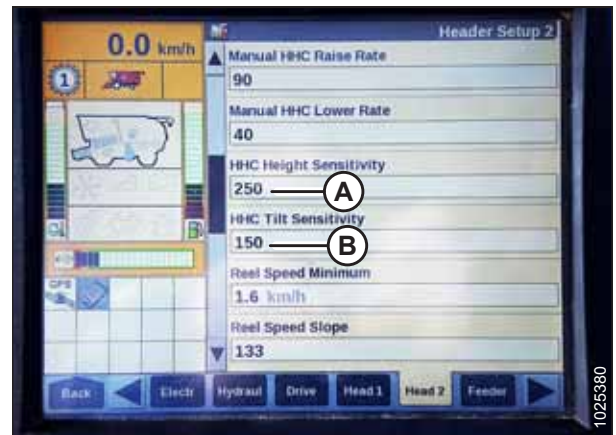 0.0 km/h
Header Setup 2
1
Manual HHC Raise Rate
90
Manual HHC Lower Rate
40
HHC Height Sensitivity
250
A
HHC Tilt Sensitivity
150
B
Reel Speed Minimum
1.6 km/h
GPS
Reel Speed Slope
133
Back
Electr
Hydraul
Drive
Head 1
Head 2
Feeder
1025380